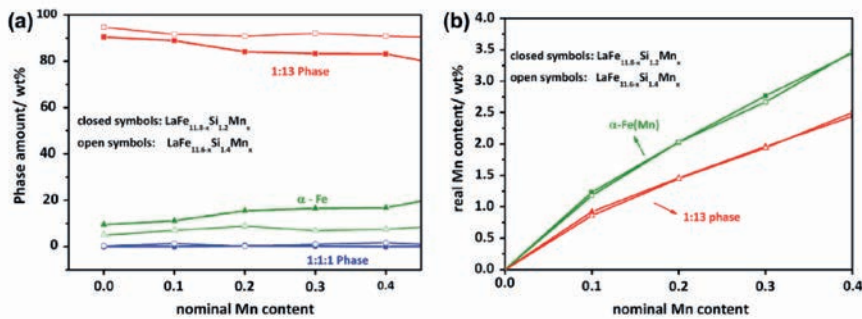 (a)
100
80
60
40
20
0
Phase amount/ wt%
1:13 Phase
closed symbols: LaFe11.8-xSi1.2Mnx
open symbols: LaFe11.6-xSi1.4Mnx
α - Fe
1:1:1 Phase
0.0 0.1 0.2 0.3 0.4
nominal Mn content
(b)
4.0
3.5
3.0
2.5
2.0
1.5
1.0
0.5
0.0
real Mn content/ wt%
closed symbols: LaFe11.8-xSi1.2Mnx
open symbols: LaFe11.6-xSi1.4Mnx
α-Fe(Mn)
1:13 phase
0.0 0.1 0.2 0.3 0.4
nominal Mn content